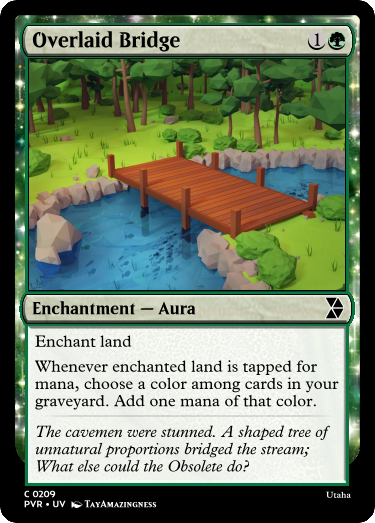 Overlaid Bridge 1
Enchantment — Aura
Enchant land
Whenever enchanted land is tapped for
mana, choose a color among cards in your
graveyard. Add one mana of that color.
The cavemen were stunned. A shaped tree of
unnatural proportions bridged the stream;
What else could the Obsolete do?
C 0209
Utaha
PVR • UV TayAmazingness